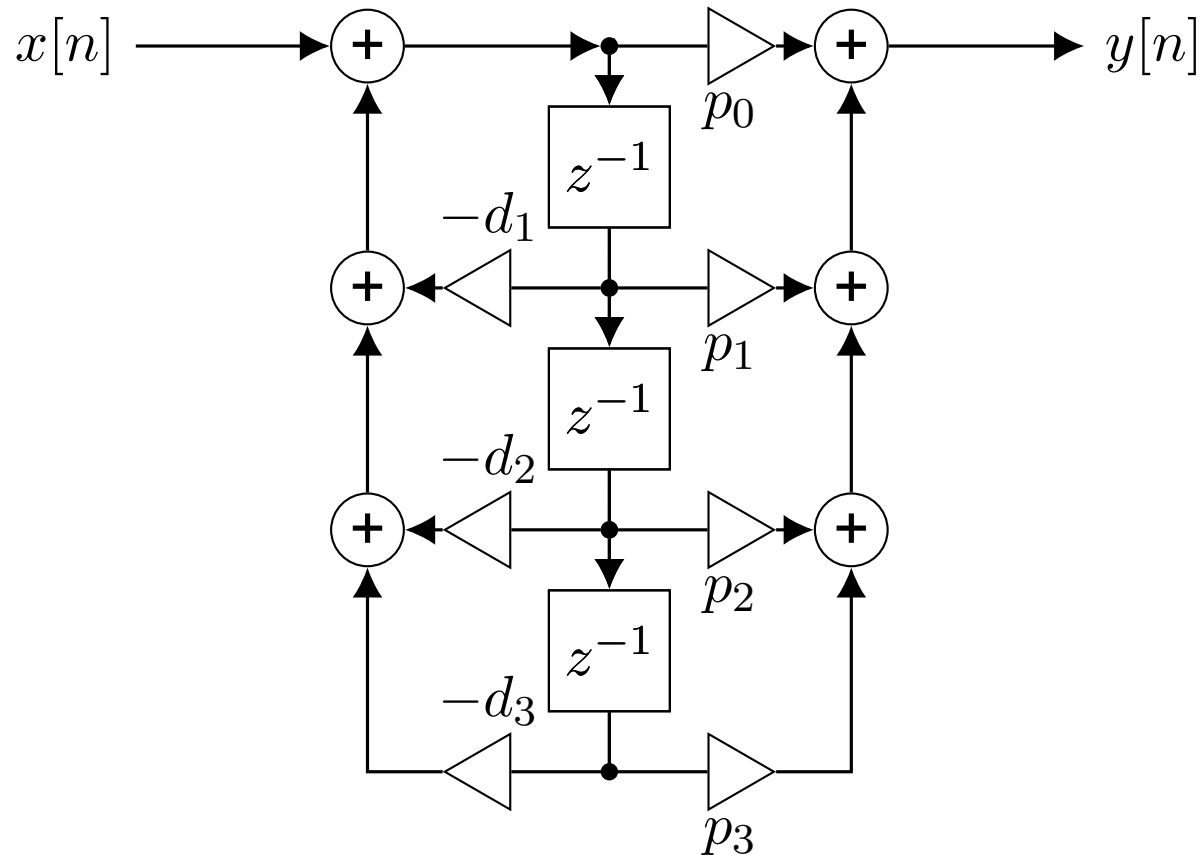 x[n] + + y[n]
p₀
z⁻¹
−d₁
+ +
p₁
z⁻¹
−d₂
+ +
p₂
z⁻¹
−d₃
p₃